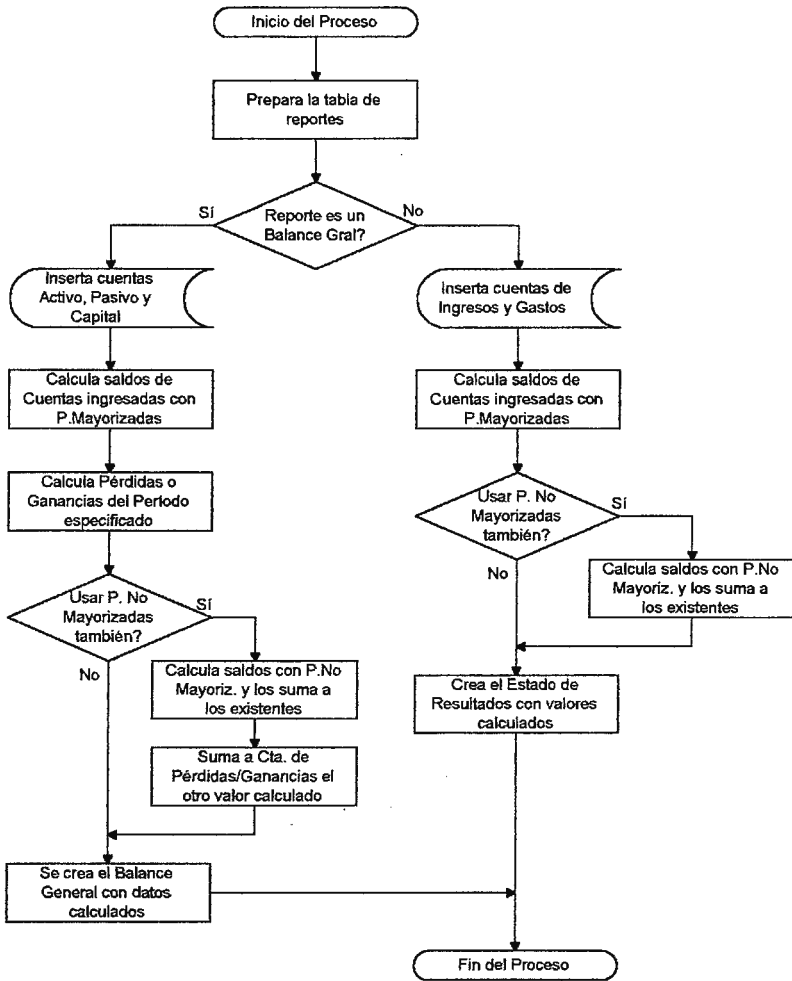 Inicio del Proceso
Prepara la tabla de
reportes
Sí
Reporte es un
Balance Gral?
No
Inserta cuentas
Activo, Pasivo y
Capital
Inserta cuentas de
Ingresos y Gastos
Calcula saldos de
Cuentas ingresadas con
P.Mayorizadas
Calcula saldos de
Cuentas ingresadas con
P.Mayorizadas
Calcula Pérdidas o
Ganancias del Período
especificado
Usar P. No
Mayorizadas
también?
Sí
No
Calcula saldos con P.No
Mayoriz. y los suma a
los existentes
Usar P. No
Mayorizadas
también?
Sí
No
Calcula saldos con P.No
Mayoriz. y los suma a
los existentes
Crea el Estado de
Resultados con valores
calculados
Suma a Cta. de
Pérdidas/Ganancias el
otro valor calculado
Se crea el Balance
General con datos
calculados
Fin del Proceso